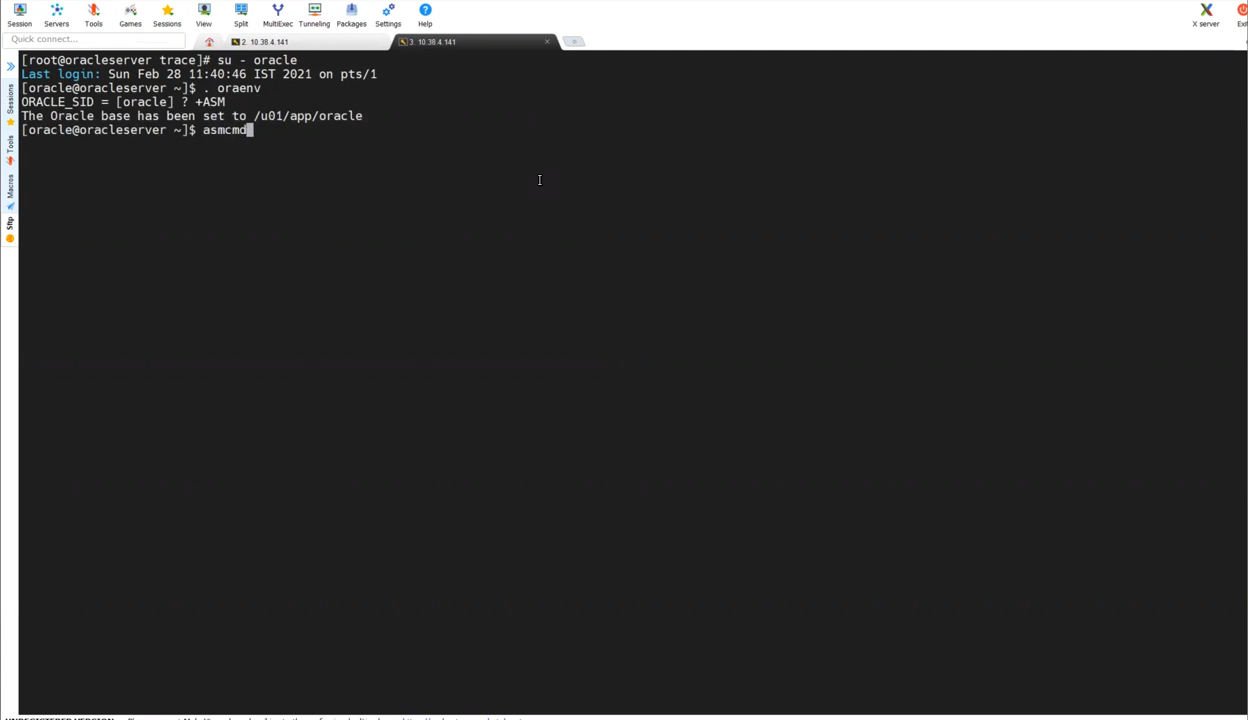 Session Servers Tools Games Sessions View Split MultiExec Tunneling Packages Settings Help X server
Quick connect...
2. 10.38.4.141
3. 10.38.4.141
Sessions
Tools
Macros
Sftp
[root@oracleserver trace]# su - oracle
Last login: Sun Feb 28 11:40:46 IST 2021 on pts/1
[oracle@oracleserver ~]$ . oraenv
ORACLE_SID = [oracle] ? +ASM
The Oracle base has been set to /u01/app/oracle
[oracle@oracleserver ~]$ asmcmd